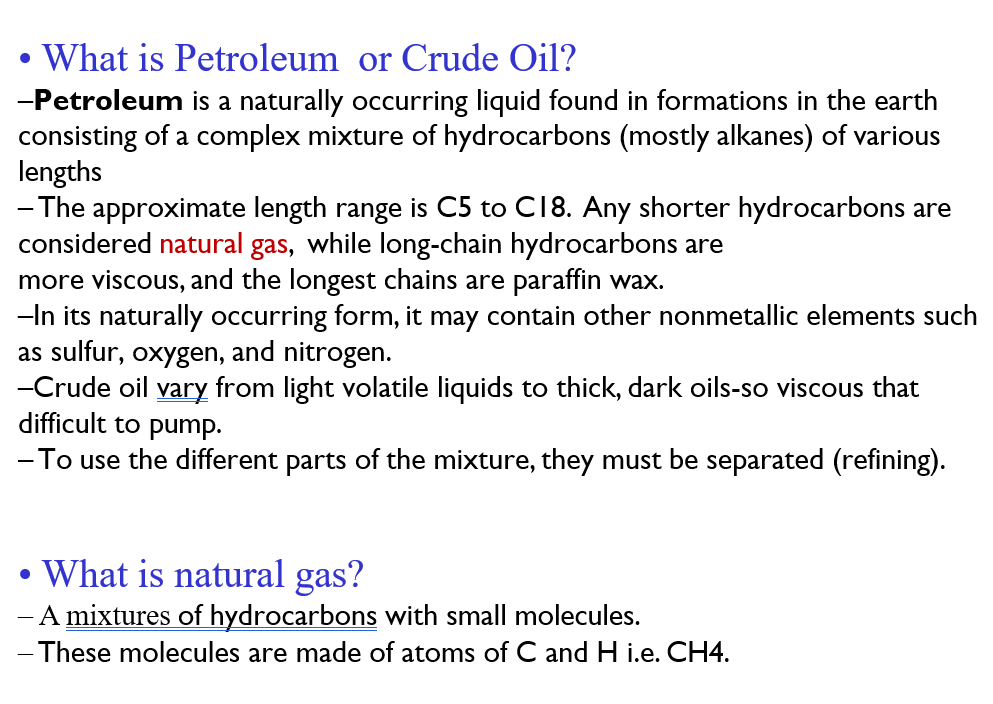 • What is Petroleum or Crude Oil?
–Petroleum is a naturally occurring liquid found in formations in the earth
consisting of a complex mixture of hydrocarbons (mostly alkanes) of various
lengths
– The approximate length range is C5 to C18. Any shorter hydrocarbons are
considered natural gas, while long-chain hydrocarbons are
more viscous, and the longest chains are paraffin wax.
–In its naturally occurring form, it may contain other nonmetallic elements such
as sulfur, oxygen, and nitrogen.
–Crude oil vary from light volatile liquids to thick, dark oils-so viscous that
difficult to pump.
– To use the different parts of the mixture, they must be separated (refining).
• What is natural gas?
– A mixtures of hydrocarbons with small molecules.
– These molecules are made of atoms of C and H i.e. CH4.